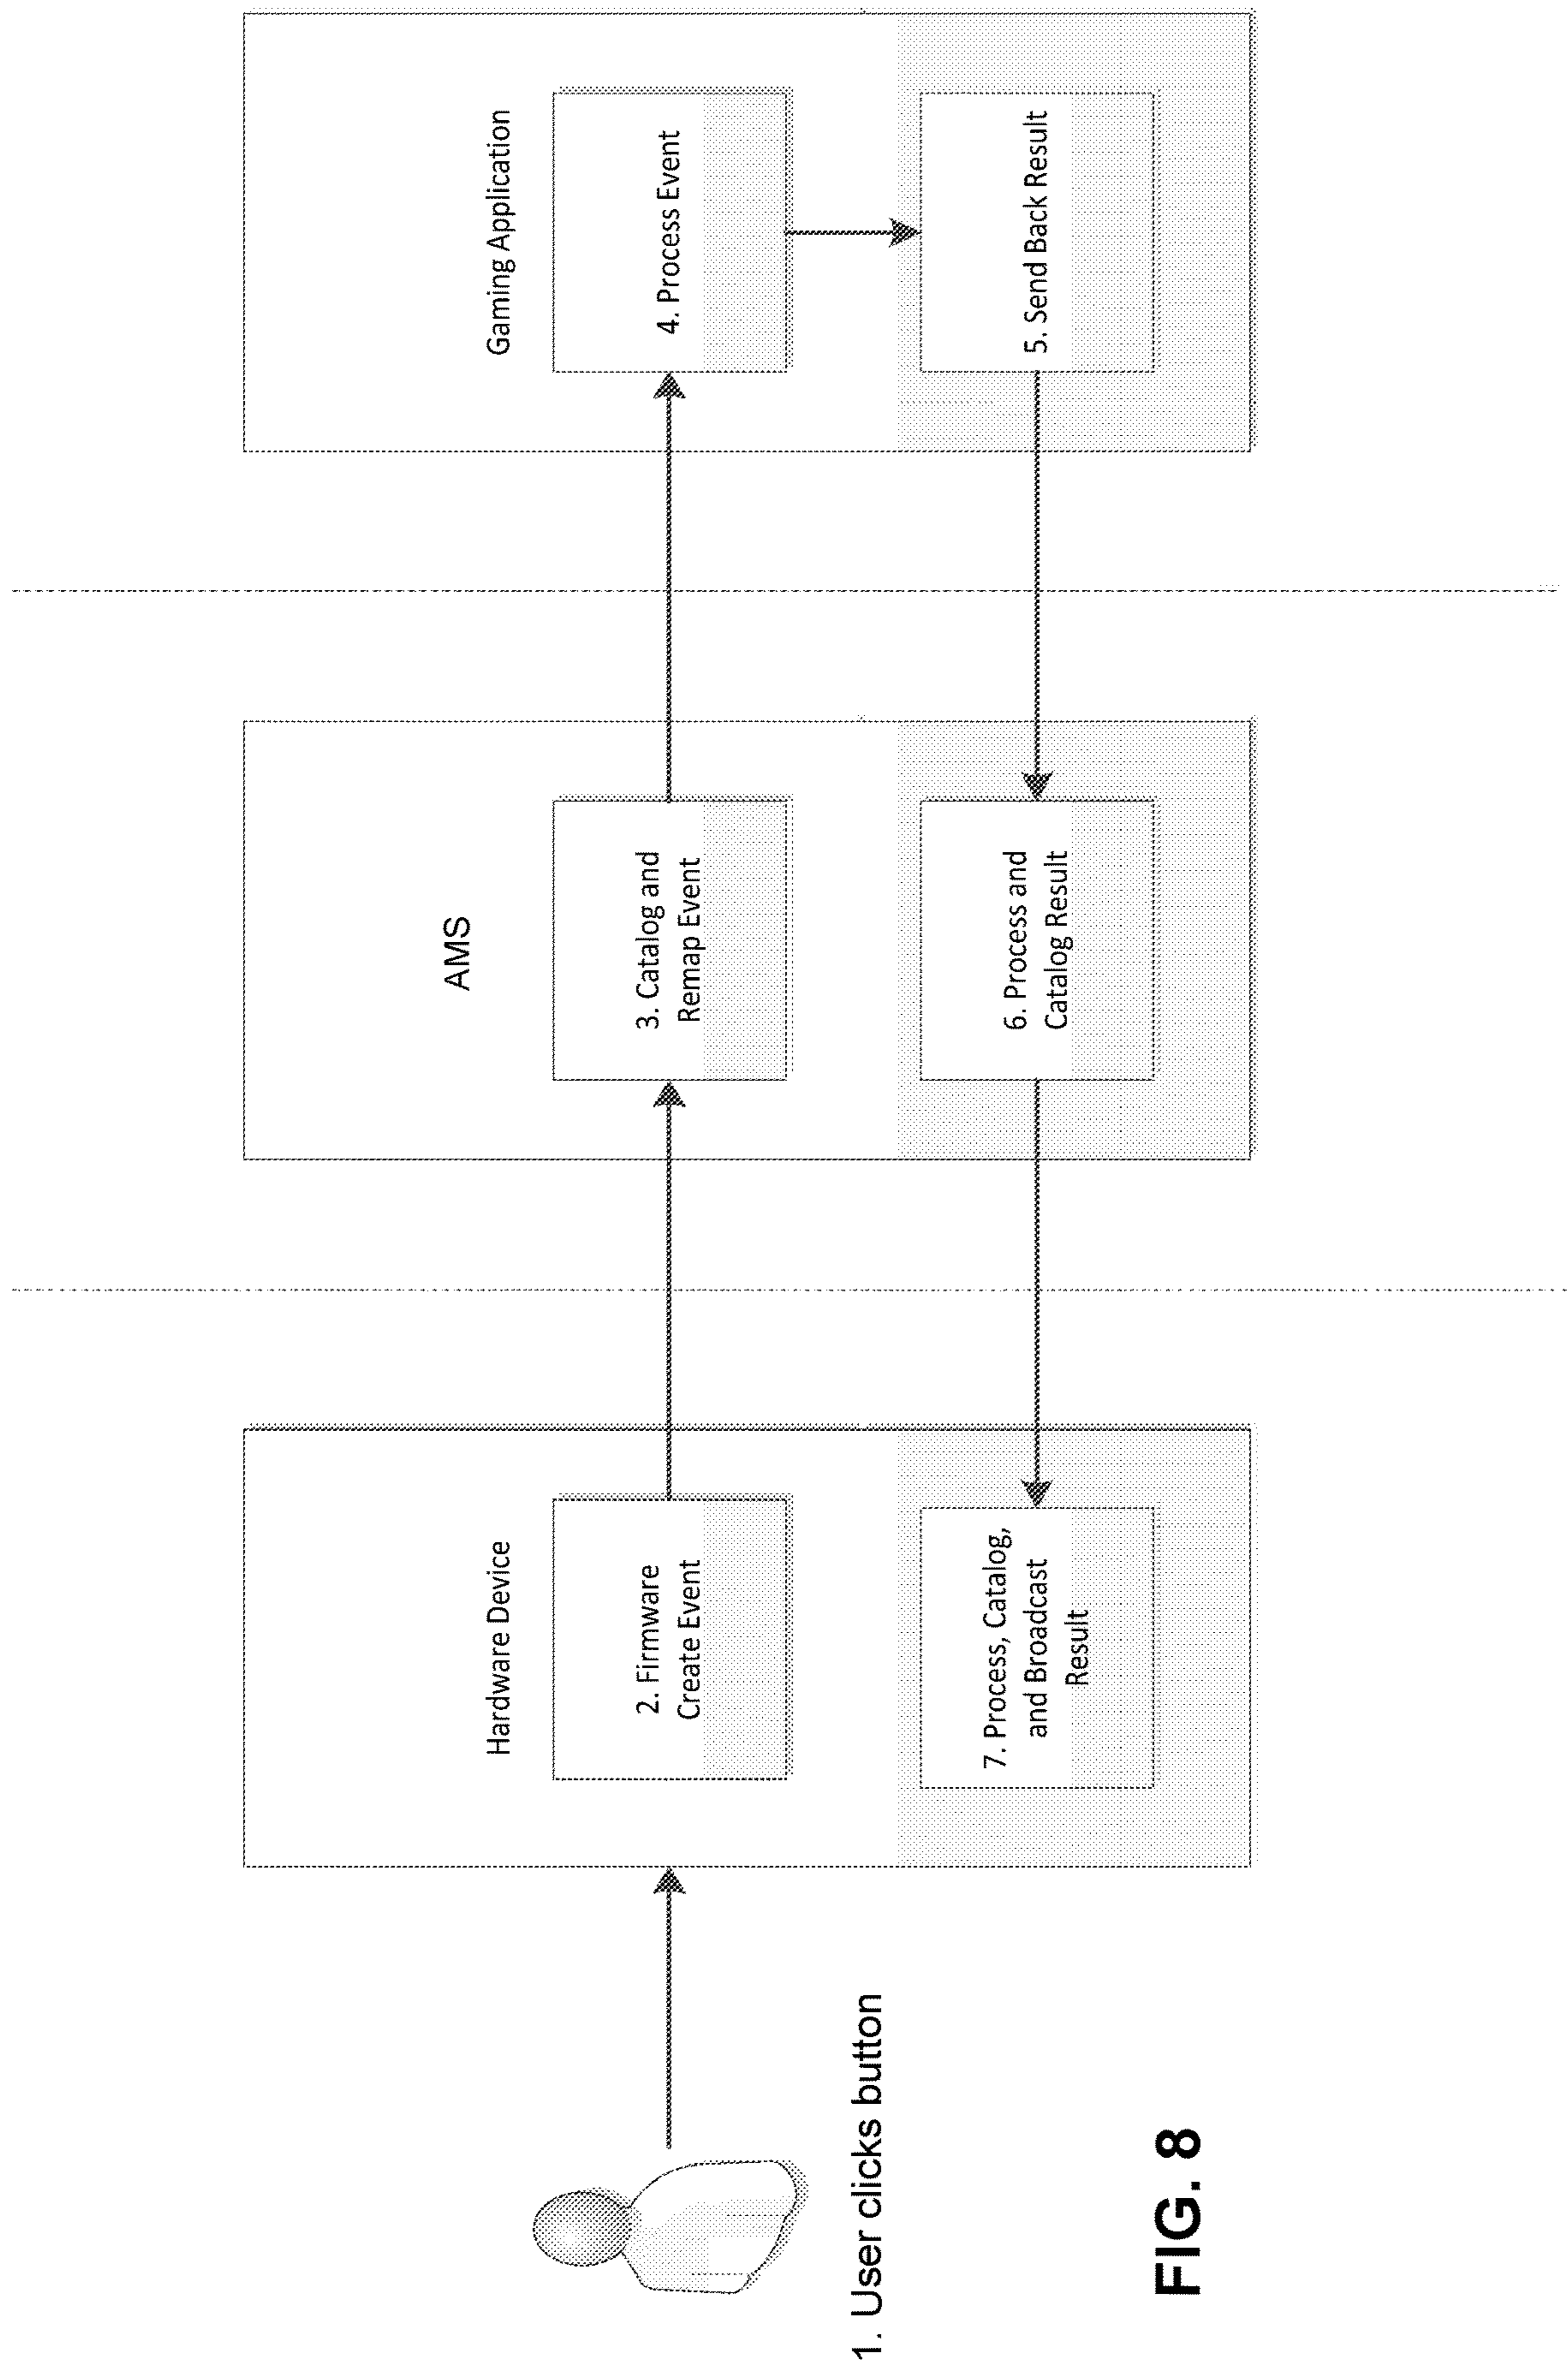 1. User clicks button
Hardware Device
2. Firmware
Create Event
7. Process, Catalog,
and Broadcast
Result
AMS
3. Catalog and
Remap Event
6. Process and
Catalog Result
Gaming Application
4. Process Event
5. Send Back Result
FIG. 8